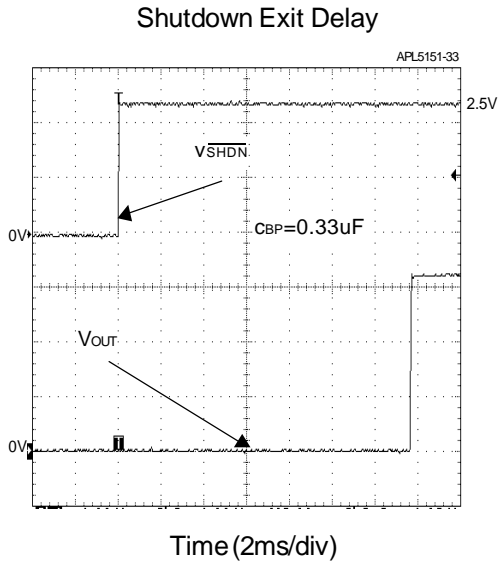 Shutdown Exit Delay
APL5151-33
2.5V
VSHDN
0V
CBP=0.33uF
VOUT
0V
Time (2ms/div)